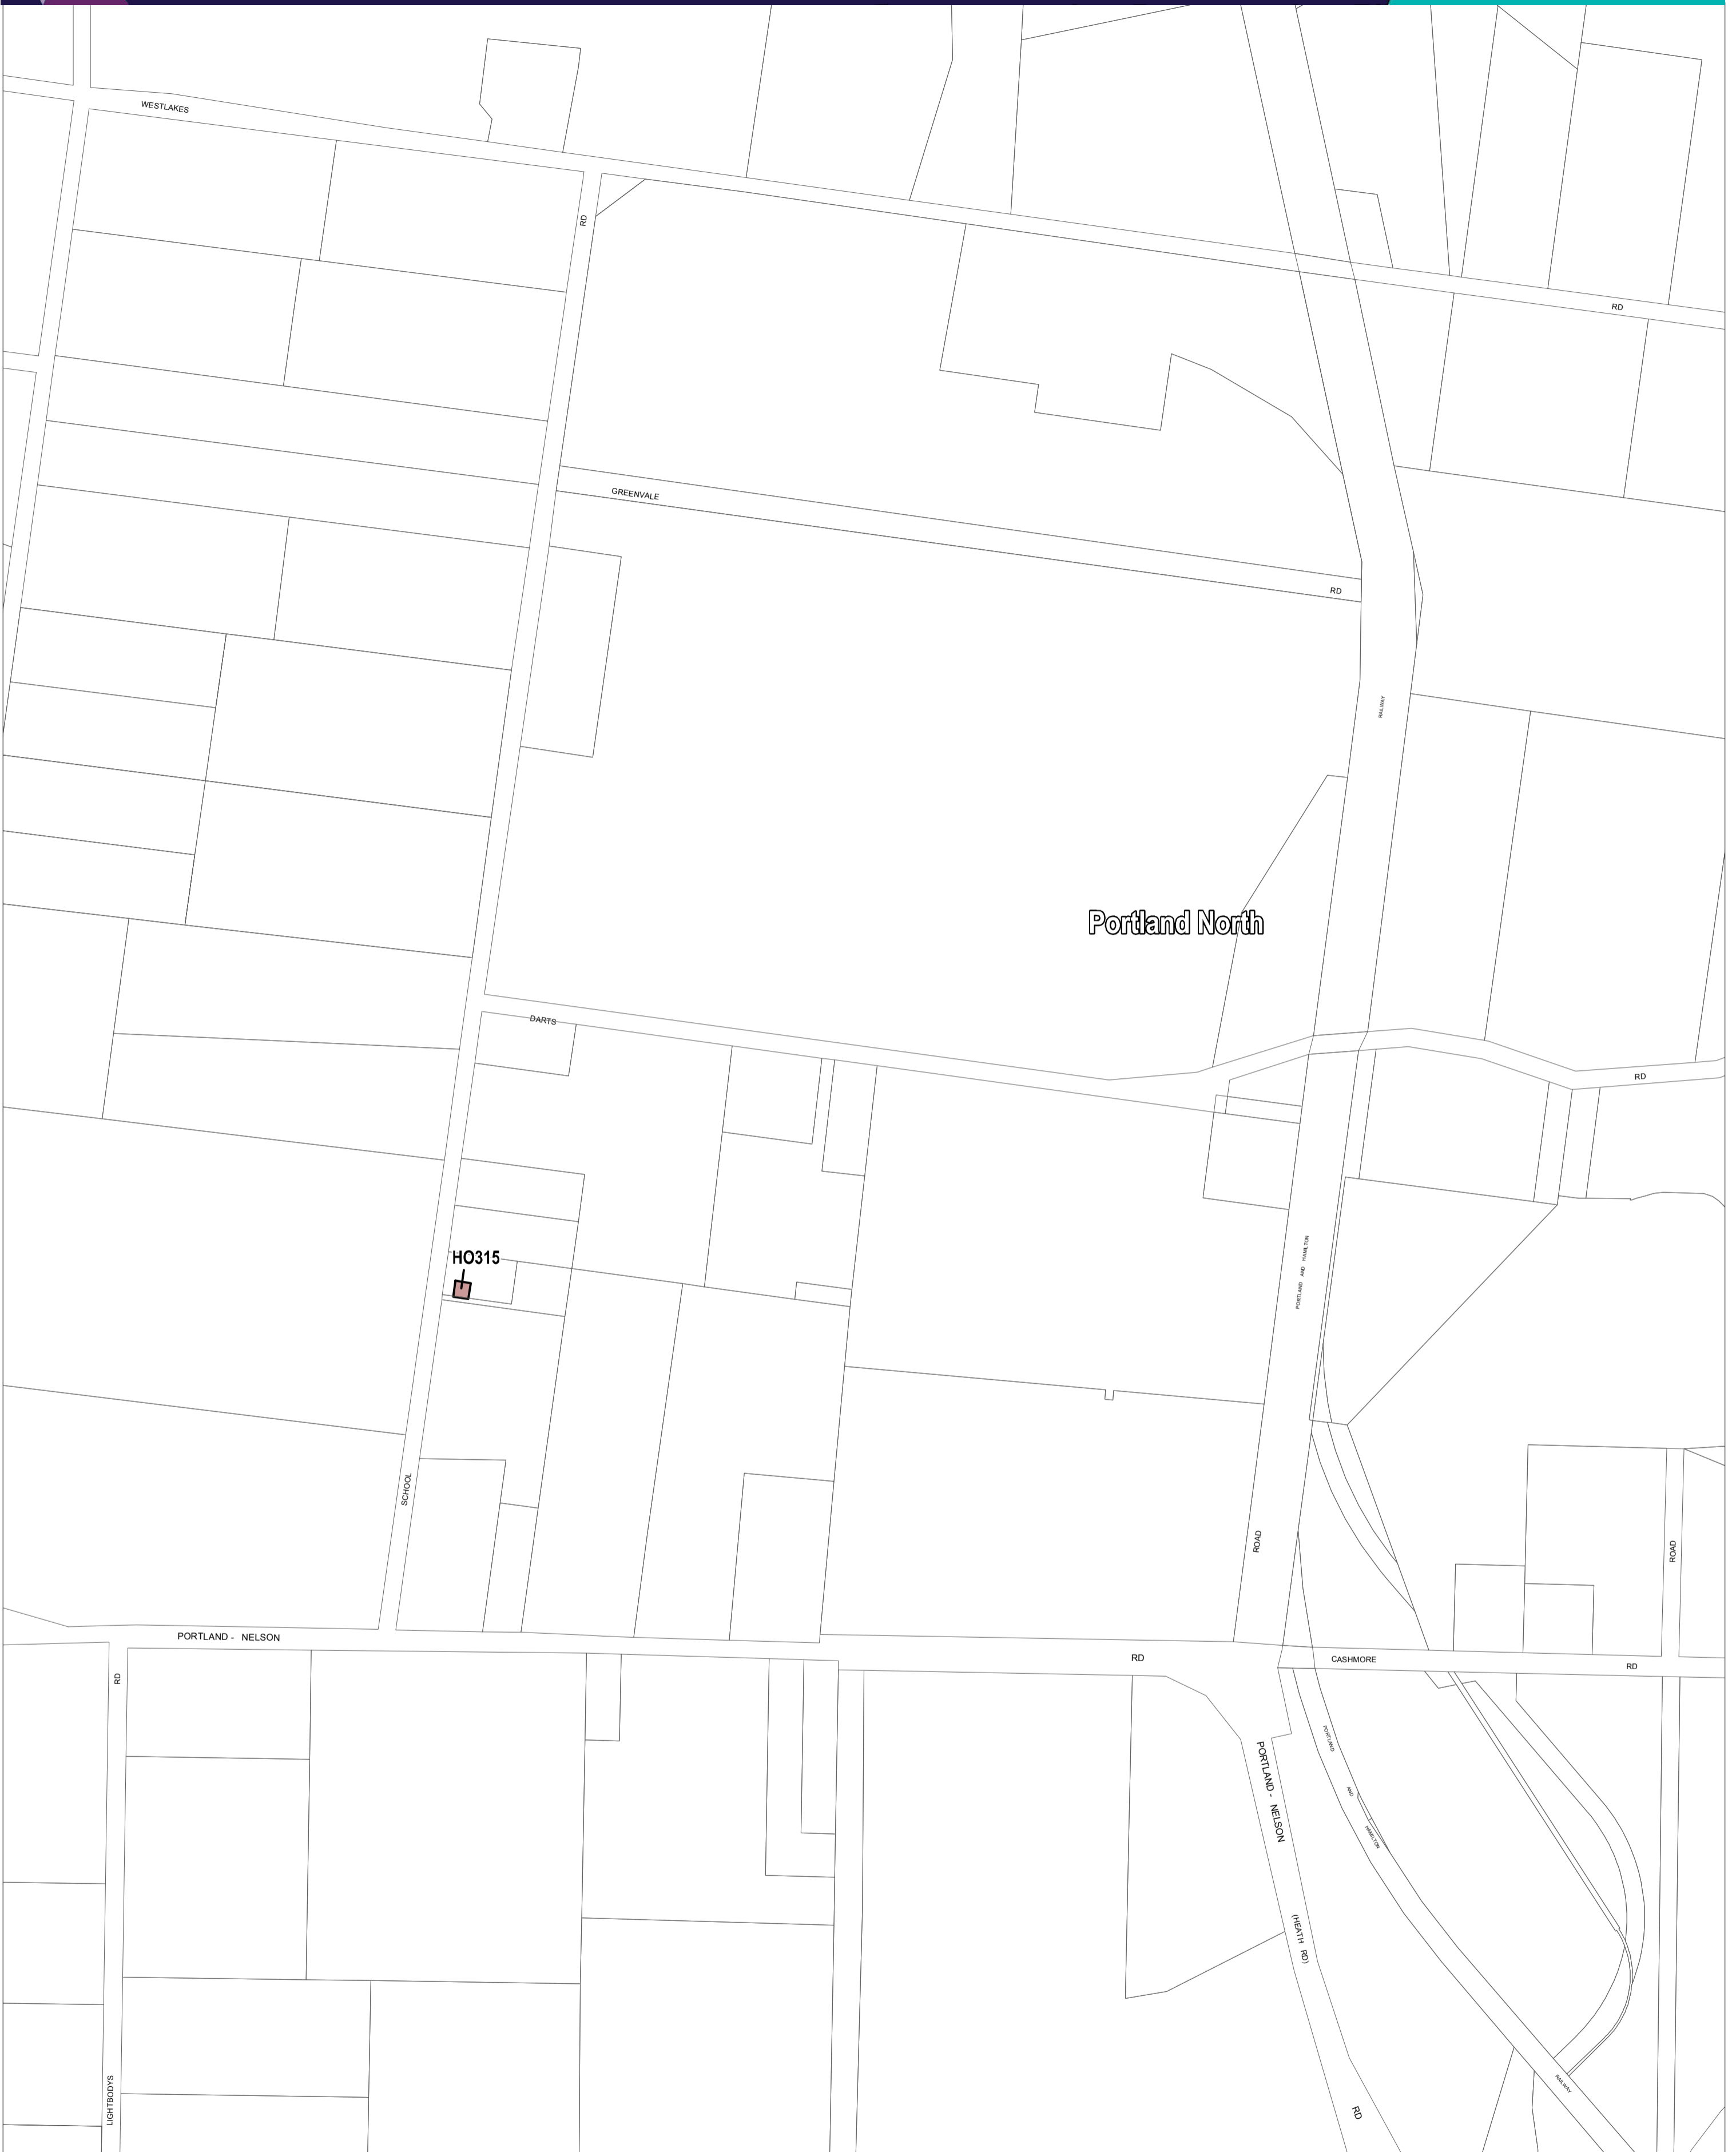 WESTLAKES
RD
RD
GREENVALE
RD
RAILWAY
Portland North
DARTS
RD
HO315
PORTLAND AND HAMILTON
SCHOOL
ROAD
ROAD
PORTLAND - NELSON
RD
CASHMORE
RD
RD
PORTLAND - NELSON
PORTLAND
AND
HAMILTON
(HEATH RD)
RAILWAY
LIGHTBODYS
RD